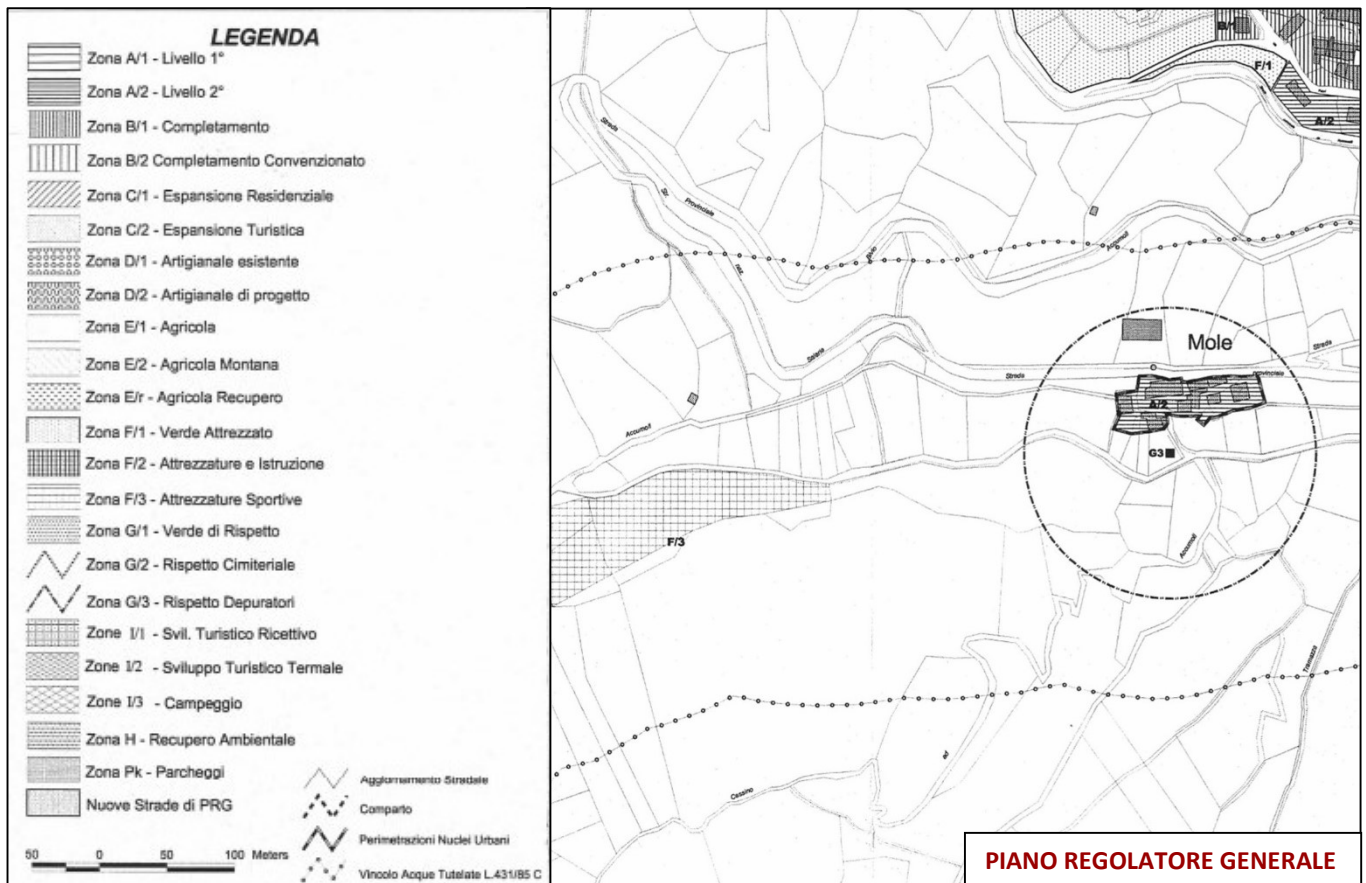 LEGENDA
Zona A/1 - Livello 1°
Zona A/2 - Livello 2°
Zona B/1 - Completamento
Zona B/2 Completamento Convenzionato
Zona C/1 - Espansione Residenziale
Zona C/2 - Espansione Turistica
Zona D/1 - Artigianale esistente
Zona D/2 - Artigianale di progetto
Zona E/1 - Agricola
Zona E/2 - Agricola Montana
Zona E/r - Agricola Recupero
Zona F/1 - Verde Attrezzato
Zona F/2 - Attrezzature e Istruzione
Zona F/3 - Attrezzature Sportive
Zona G/1 - Verde di Rispetto
Zona G/2 - Rispetto Cimiteriale
Zona G/3 - Rispetto Depuratori
Zone I/1 - Svil. Turistico Ricettivo
Zone I/2 - Sviluppo Turistico Termale
Zone I/3 - Campeggio
Zona H - Recupero Ambientale
Zona Pk - Parcheggi
Nuove Strade di PRG
Aggiornamento Stradale
Comparto
Perimetrazioni Nuclei Urbani
Vincolo Acque Tutelate L.431/85 C
50 0 50 100 Meters
B/1
F/1
A/2
Strada
Provinciale
Accumoli
Salaria
Strada
Mole
Strada
provinciale
A/2
G3
Accumoli
F/3
Accumoli
Tramazzo
Cessino
PIANO REGOLATORE GENERALE